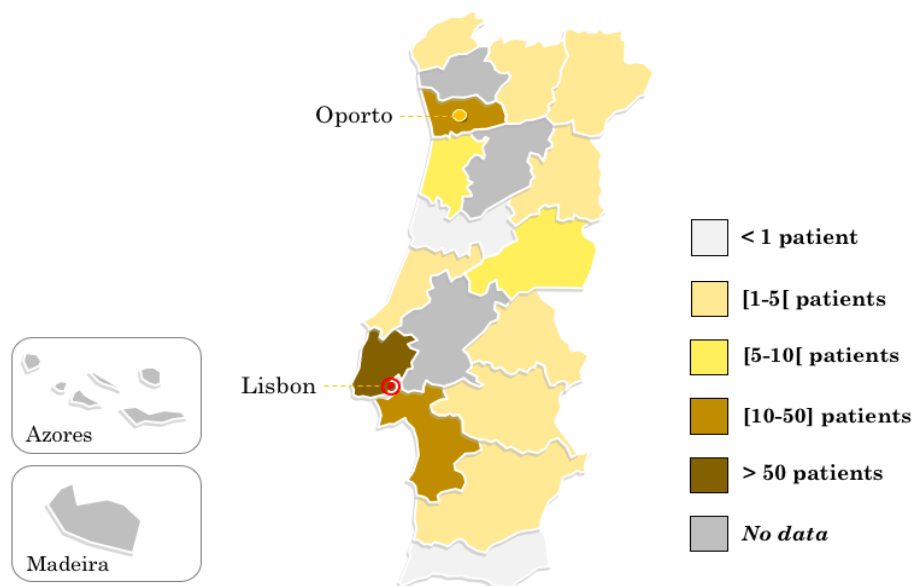 Oporto
< 1 patient
[1-5[ patients
[5-10[ patients
Lisbon
[10-50] patients
Azores
> 50 patients
No data
Madeira